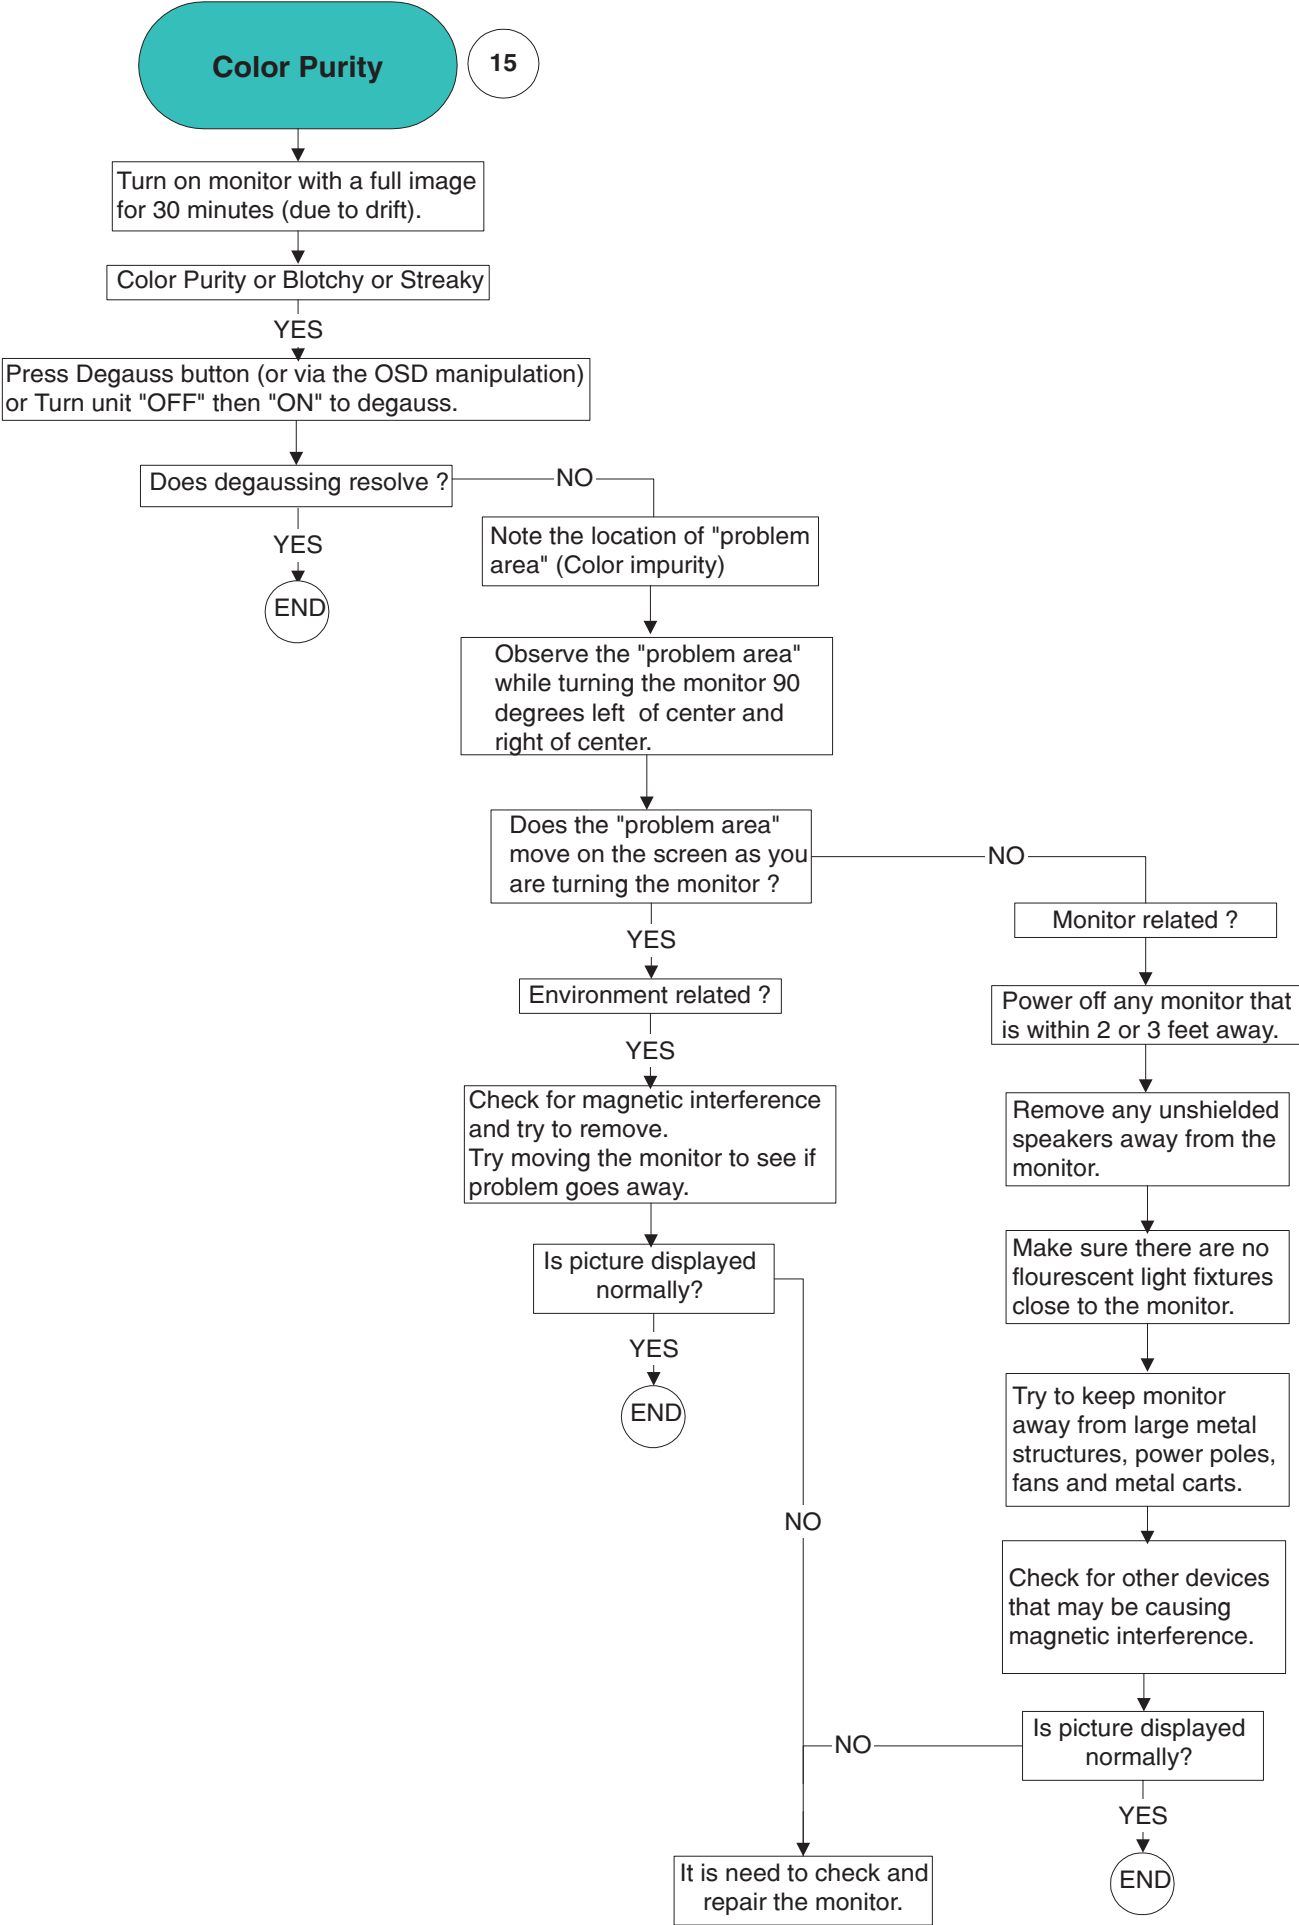 Color Purity
15
Turn on monitor with a full image
for 30 minutes (due to drift).
Color Purity or Blotchy or Streaky
YES
Press Degauss button (or via the OSD manipulation)
or Turn unit "OFF" then "ON" to degauss.
Does degaussing resolve ?
NO
YES
END
Note the location of "problem
area" (Color impurity)
Observe the "problem area"
while turning the monitor 90
degrees left of center and
right of center.
Does the "problem area"
move on the screen as you
are turning the monitor ?
NO
YES
Environment related ?
YES
Check for magnetic interference
and try to remove.
Try moving the monitor to see if
problem goes away.
Is picture displayed
normally?
YES
END
NO
Monitor related ?
Power off any monitor that
is within 2 or 3 feet away.
Remove any unshielded
speakers away from the
monitor.
Make sure there are no
flourescent light fixtures
close to the monitor.
Try to keep monitor
away from large metal
structures, power poles,
fans and metal carts.
Check for other devices
that may be causing
magnetic interference.
Is picture displayed
normally?
NO
YES
END
It is need to check and
repair the monitor.